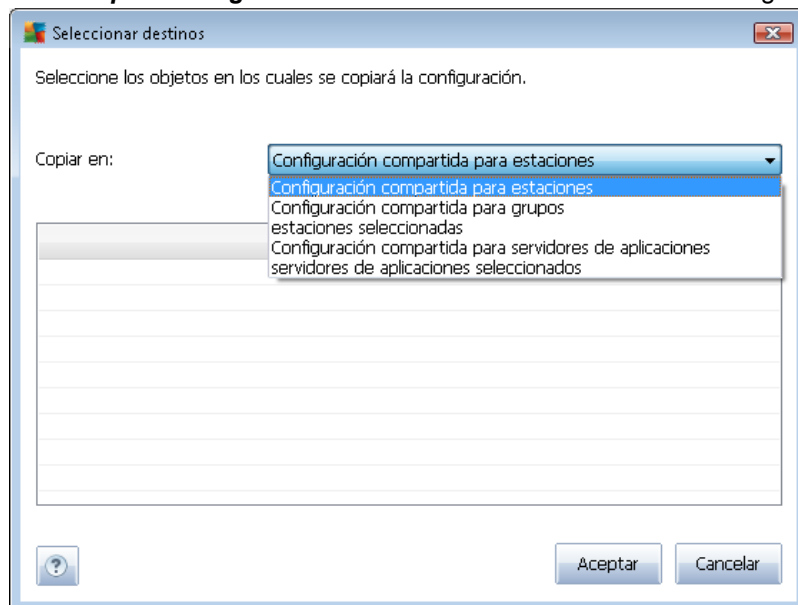 Seleccionar destinos
Seleccione los objetos en los cuales se copiará la configuración.
Copiar en:
Configuración compartida para estaciones
Configuración compartida para estaciones
Configuración compartida para grupos
estaciones seleccionadas
Configuración compartida para servidores de aplicaciones
servidores de aplicaciones seleccionados
?
Aceptar
Cancelar